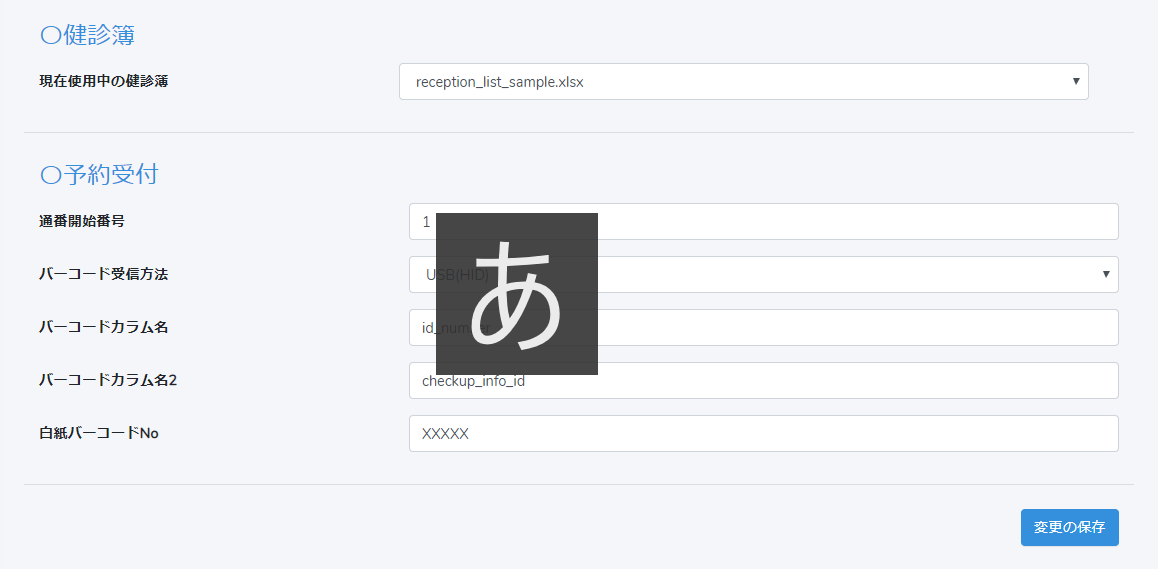 〇健診簿
現在使用中の健診簿
reception_list_sample.xlsx
〇予約受付
通番開始番号
1
バーコード受信方法
USB(HID)
バーコードカラム名
id_number
バーコードカラム名2
checkup_info_id
白紙バーコードNo
XXXXX
あ
変更の保存